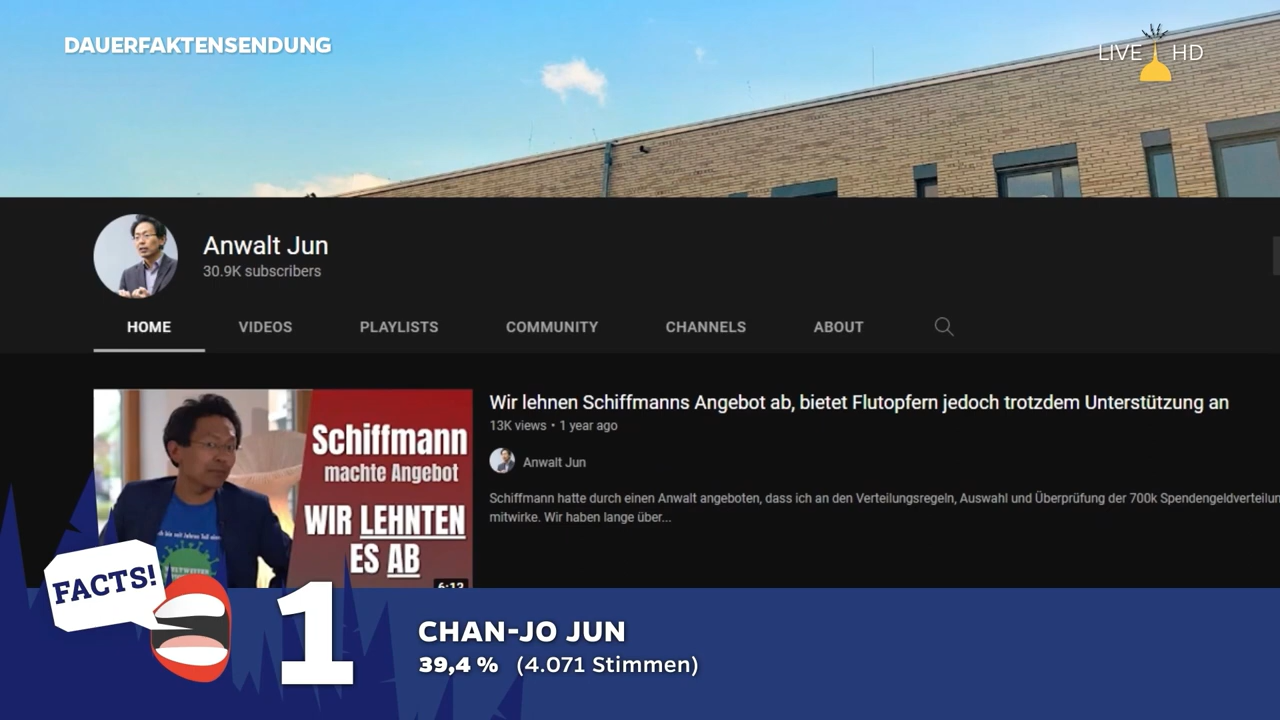 DAUERFAKTENSENDUNG
LIVE HD
Anwalt Jun
30.9K subscribers
HOME VIDEOS PLAYLISTS COMMUNITY CHANNELS ABOUT
Schiffmann
machte Angebot
WIR LEHNTEN
ES AB
6:13
Wir lehnen Schiffmanns Angebot ab, bietet Flutopfern jedoch trotzdem Unterstützung an
13K views • 1 year ago
Anwalt Jun
Schiffmann hatte durch einen Anwalt angeboten, dass ich an den Verteilungsregeln, Auswahl und Überprüfung der 700k Spendengeldverteilun
mitwirke. Wir haben lange über...
FACTS!
1
CHAN-JO JUN
39,4 % (4.071 Stimmen)